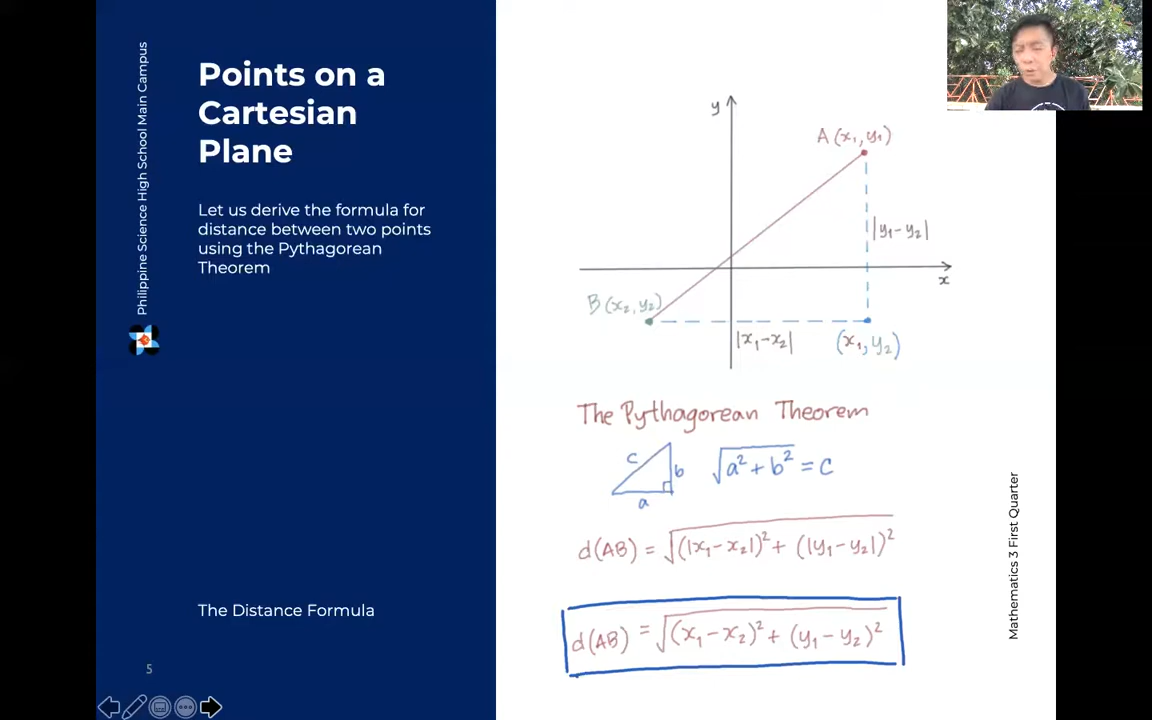 Philippine Science High School Main Campus
Points on a
Cartesian
Plane
Let us derive the formula for
distance between two points
using the Pythagorean
Theorem
The Distance Formula
5
y
A (x₁, y₁)
|y₁-y₂|
x
B (x₂, y₂)
|x₁-x₂|
(x₁, y₂)
The Pythagorean Theorem
c
b
a
√(a² + b²) = c
d(AB) = √((|x₁-x₂|)² + (|y₁-y₂|)²)
d(AB) = √((x₁-x₂)² + (y₁-y₂)²)
Mathematics 3 First Quarter